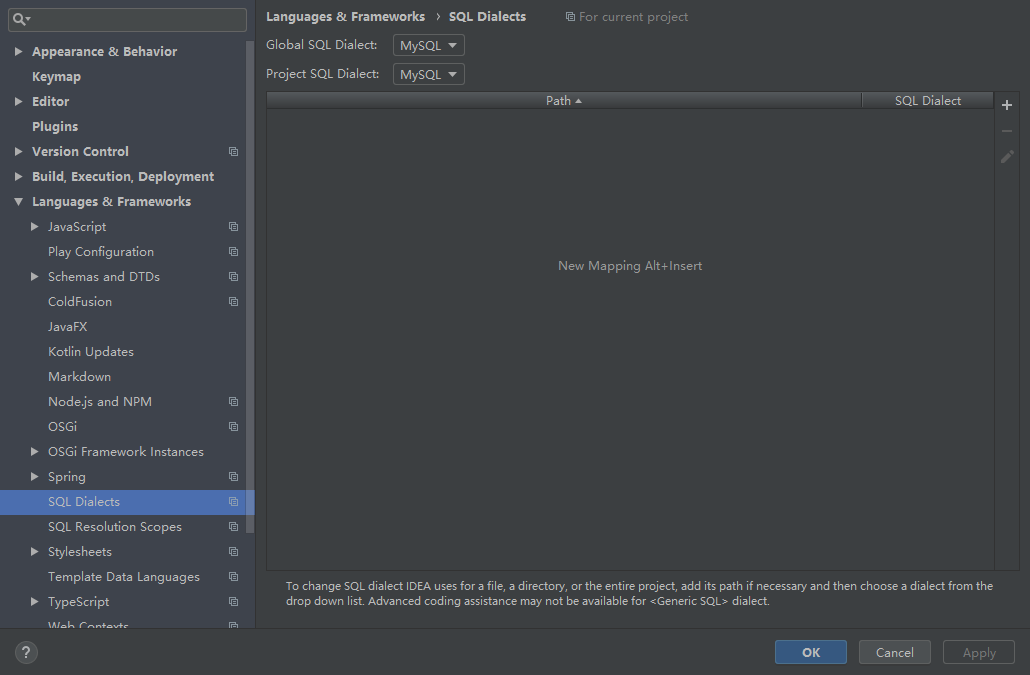 Appearance & Behavior
Keymap
Editor
Plugins
Version Control
Build, Execution, Deployment
Languages & Frameworks
JavaScript
Play Configuration
Schemas and DTDs
ColdFusion
JavaFX
Kotlin Updates
Markdown
Node.js and NPM
OSGi
OSGi Framework Instances
Spring
SQL Dialects
SQL Resolution Scopes
Stylesheets
Template Data Languages
TypeScript
Web Contexts
Languages & Frameworks › SQL Dialects For current project
Global SQL Dialect: MySQL
Project SQL Dialect: MySQL
Path SQL Dialect
New Mapping Alt+Insert
To change SQL dialect IDEA uses for a file, a directory, or the entire project, add its path if necessary and then choose a dialect from the
drop down list. Advanced coding assistance may not be available for <Generic SQL> dialect.
? OK Cancel Apply